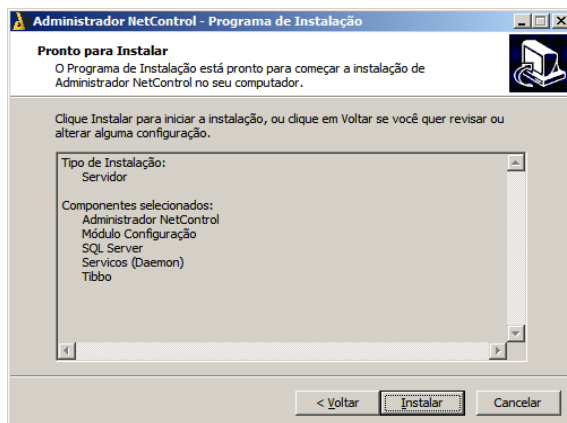 Administrador NetControl - Programa de Instalação
Pronto para Instalar
O Programa de Instalação está pronto para começar a instalação de
Administrador NetControl no seu computador.
Clique Instalar para iniciar a instalação, ou clique em Voltar se você quer revisar ou
alterar alguma configuração.
Tipo de Instalação:
Servidor
Componentes selecionados:
Administrador NetControl
Módulo Configuração
SQL Server
Servicos (Daemon)
Tibbo
< Voltar
Instalar
Cancelar